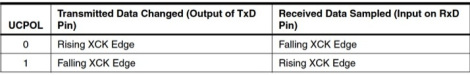 UCPOL Transmitted Data Changed (Output of TxD Pin) Received Data Sampled (Input on RxD Pin)
0 Rising XCK Edge Falling XCK Edge
1 Falling XCK Edge Rising XCK Edge